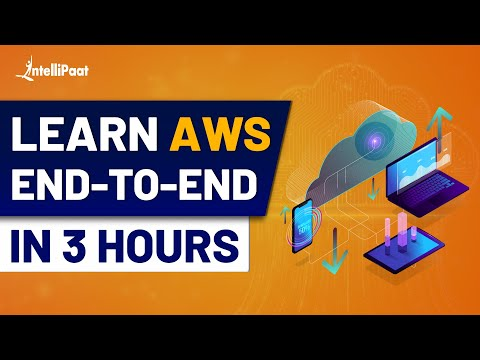 intelliPaat
LEARN AWS
END-TO-END
IN 3 HOURS